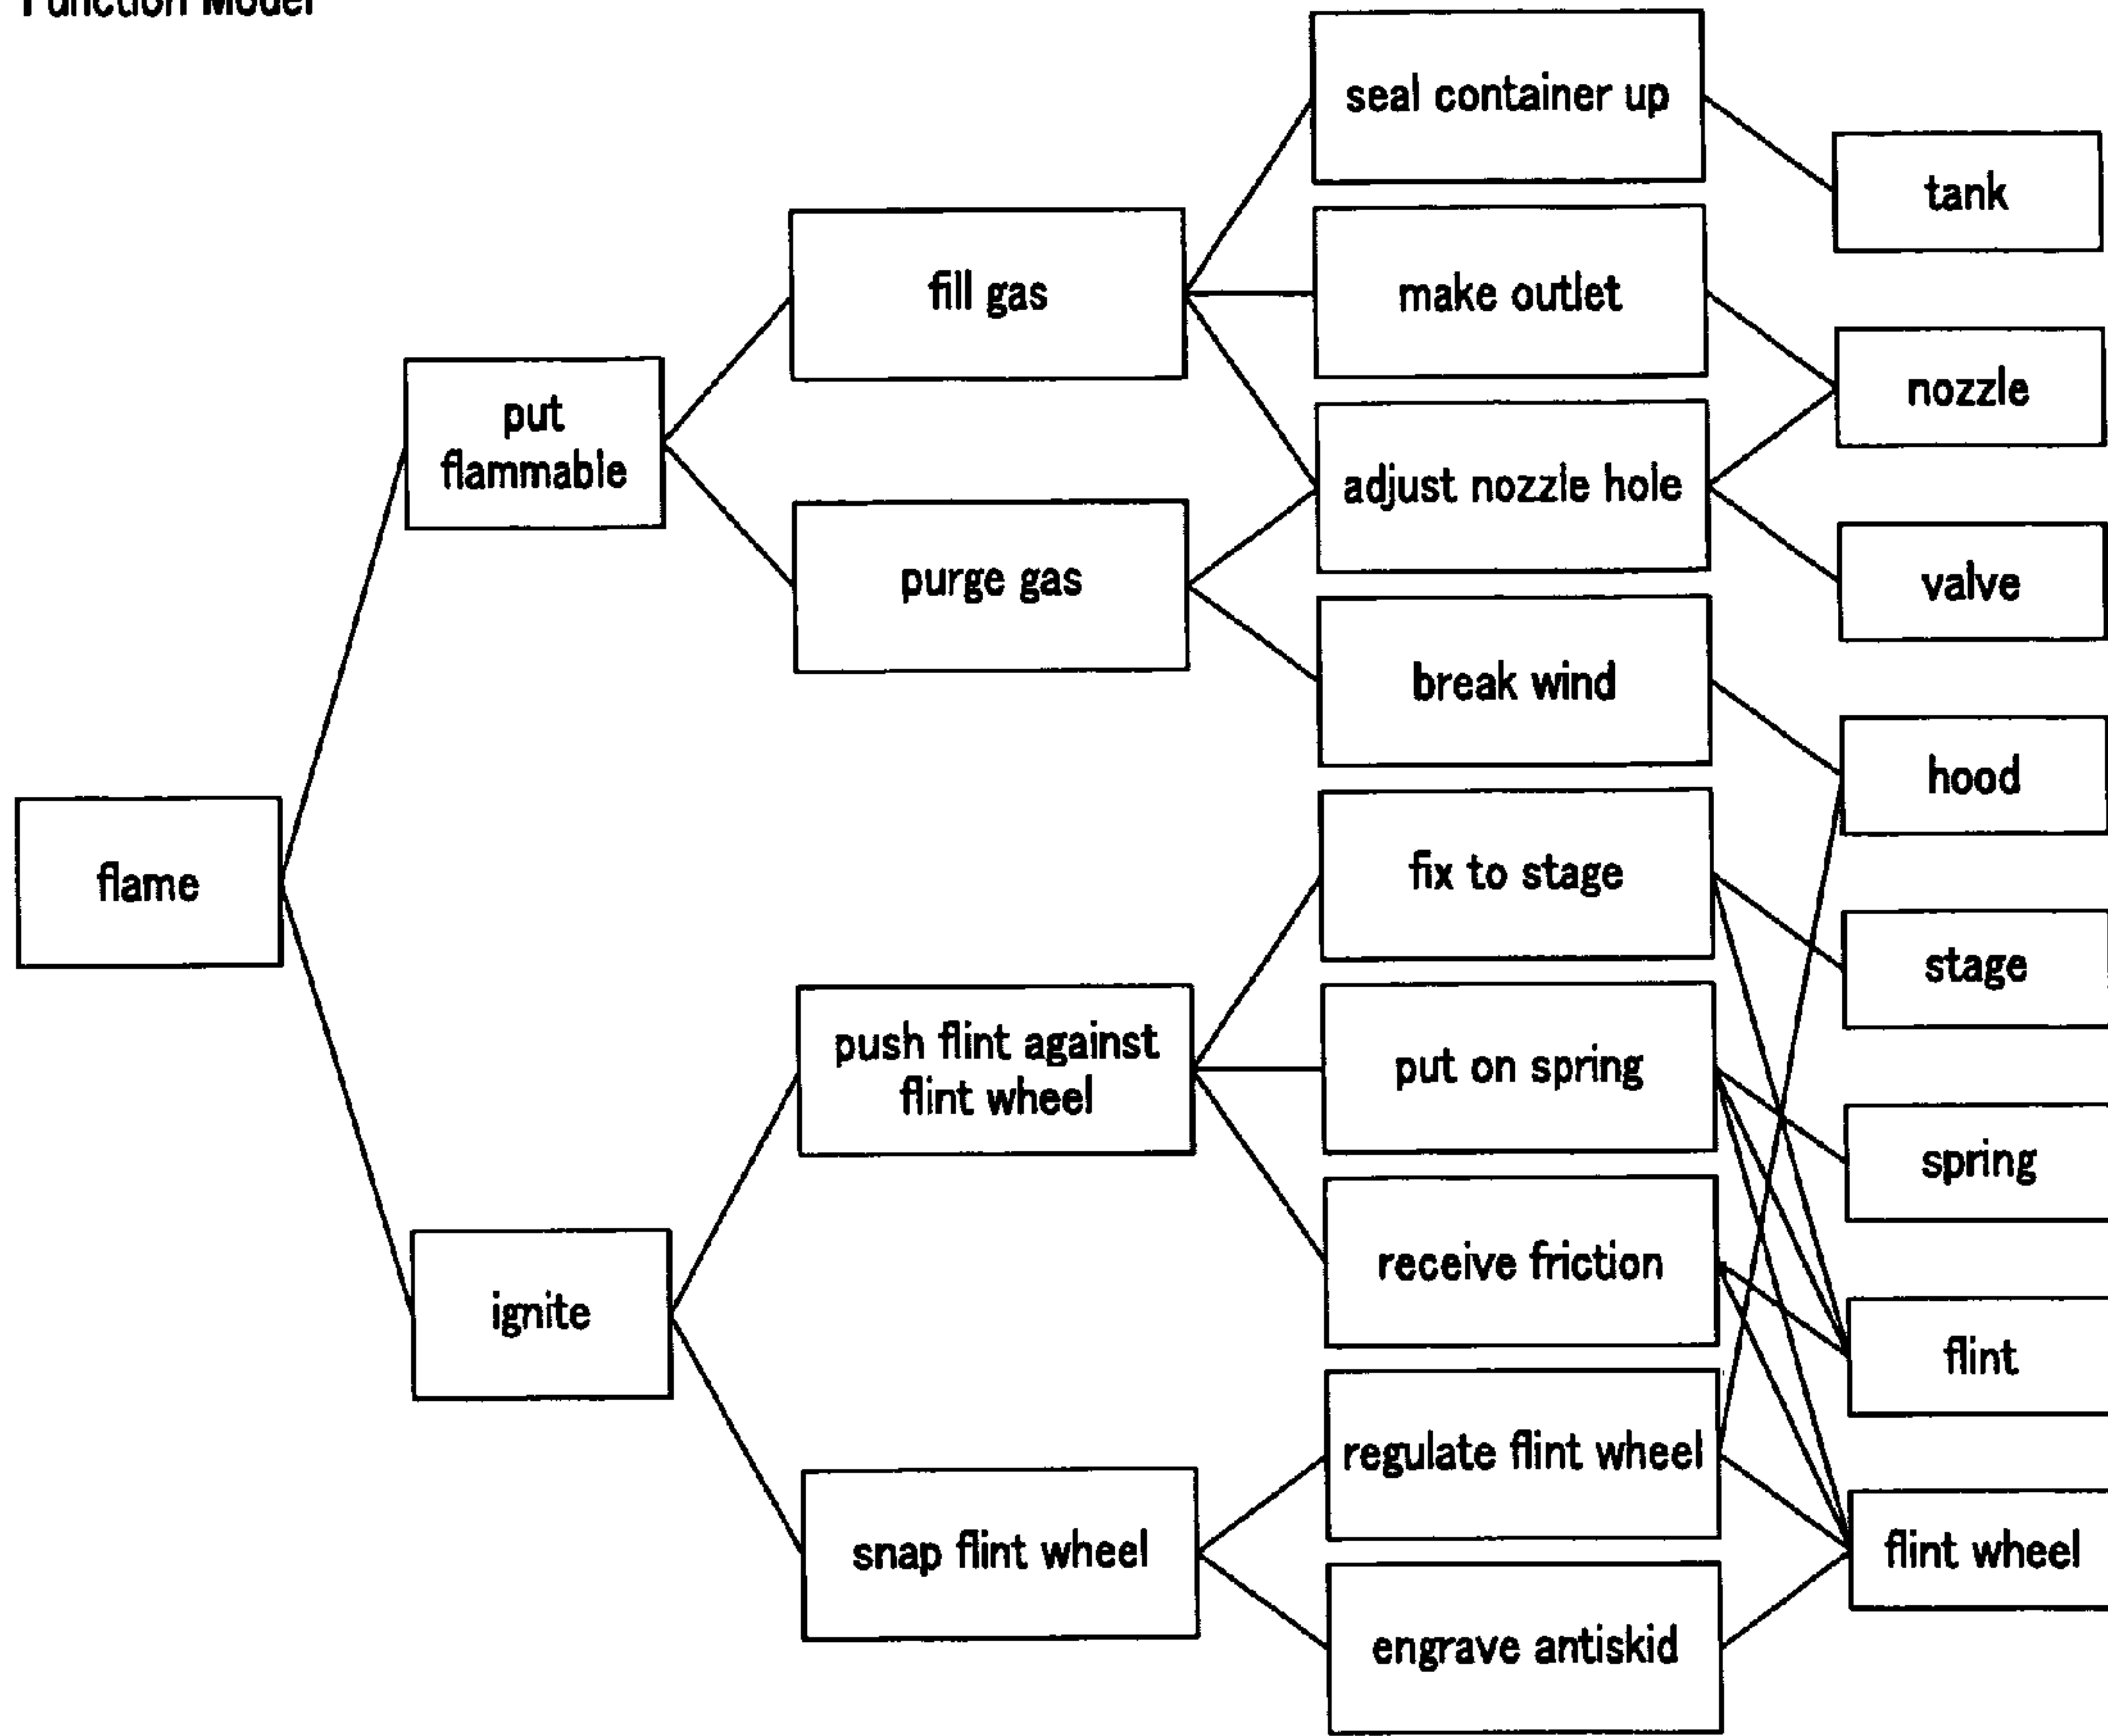 Function Model
seal container up
tank
fill gas
make outlet
nozzle
put
flammable
adjust nozzle hole
purge gas
valve
break wind
hood
flame
fix to stage
stage
push flint against
flint wheel
put on spring
spring
ignite
receive friction
flint
regulate flint wheel
snap flint wheel
flint wheel
engrave antiskid